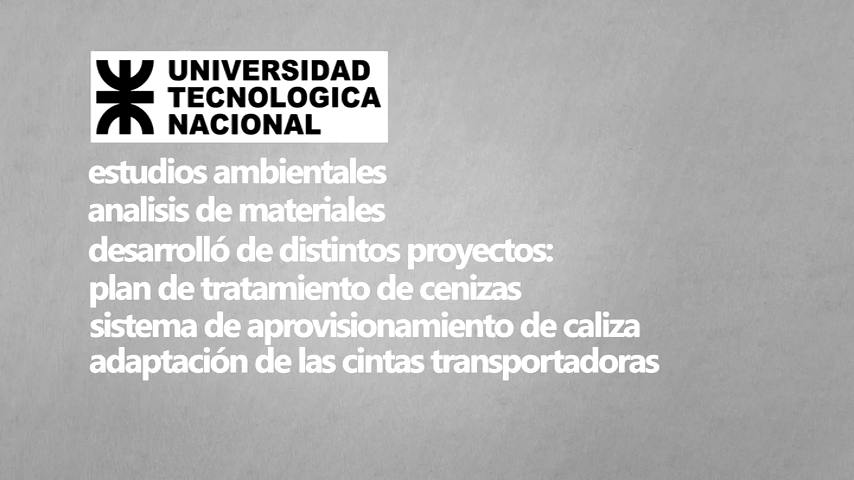 UNIVERSIDAD
TECNOLOGICA
NACIONAL
estudios ambientales
analisis de materiales
desarrolló de distintos proyectos:
plan de tratamiento de cenizas
sistema de aprovisionamiento de caliza
adaptación de las cintas transportadoras